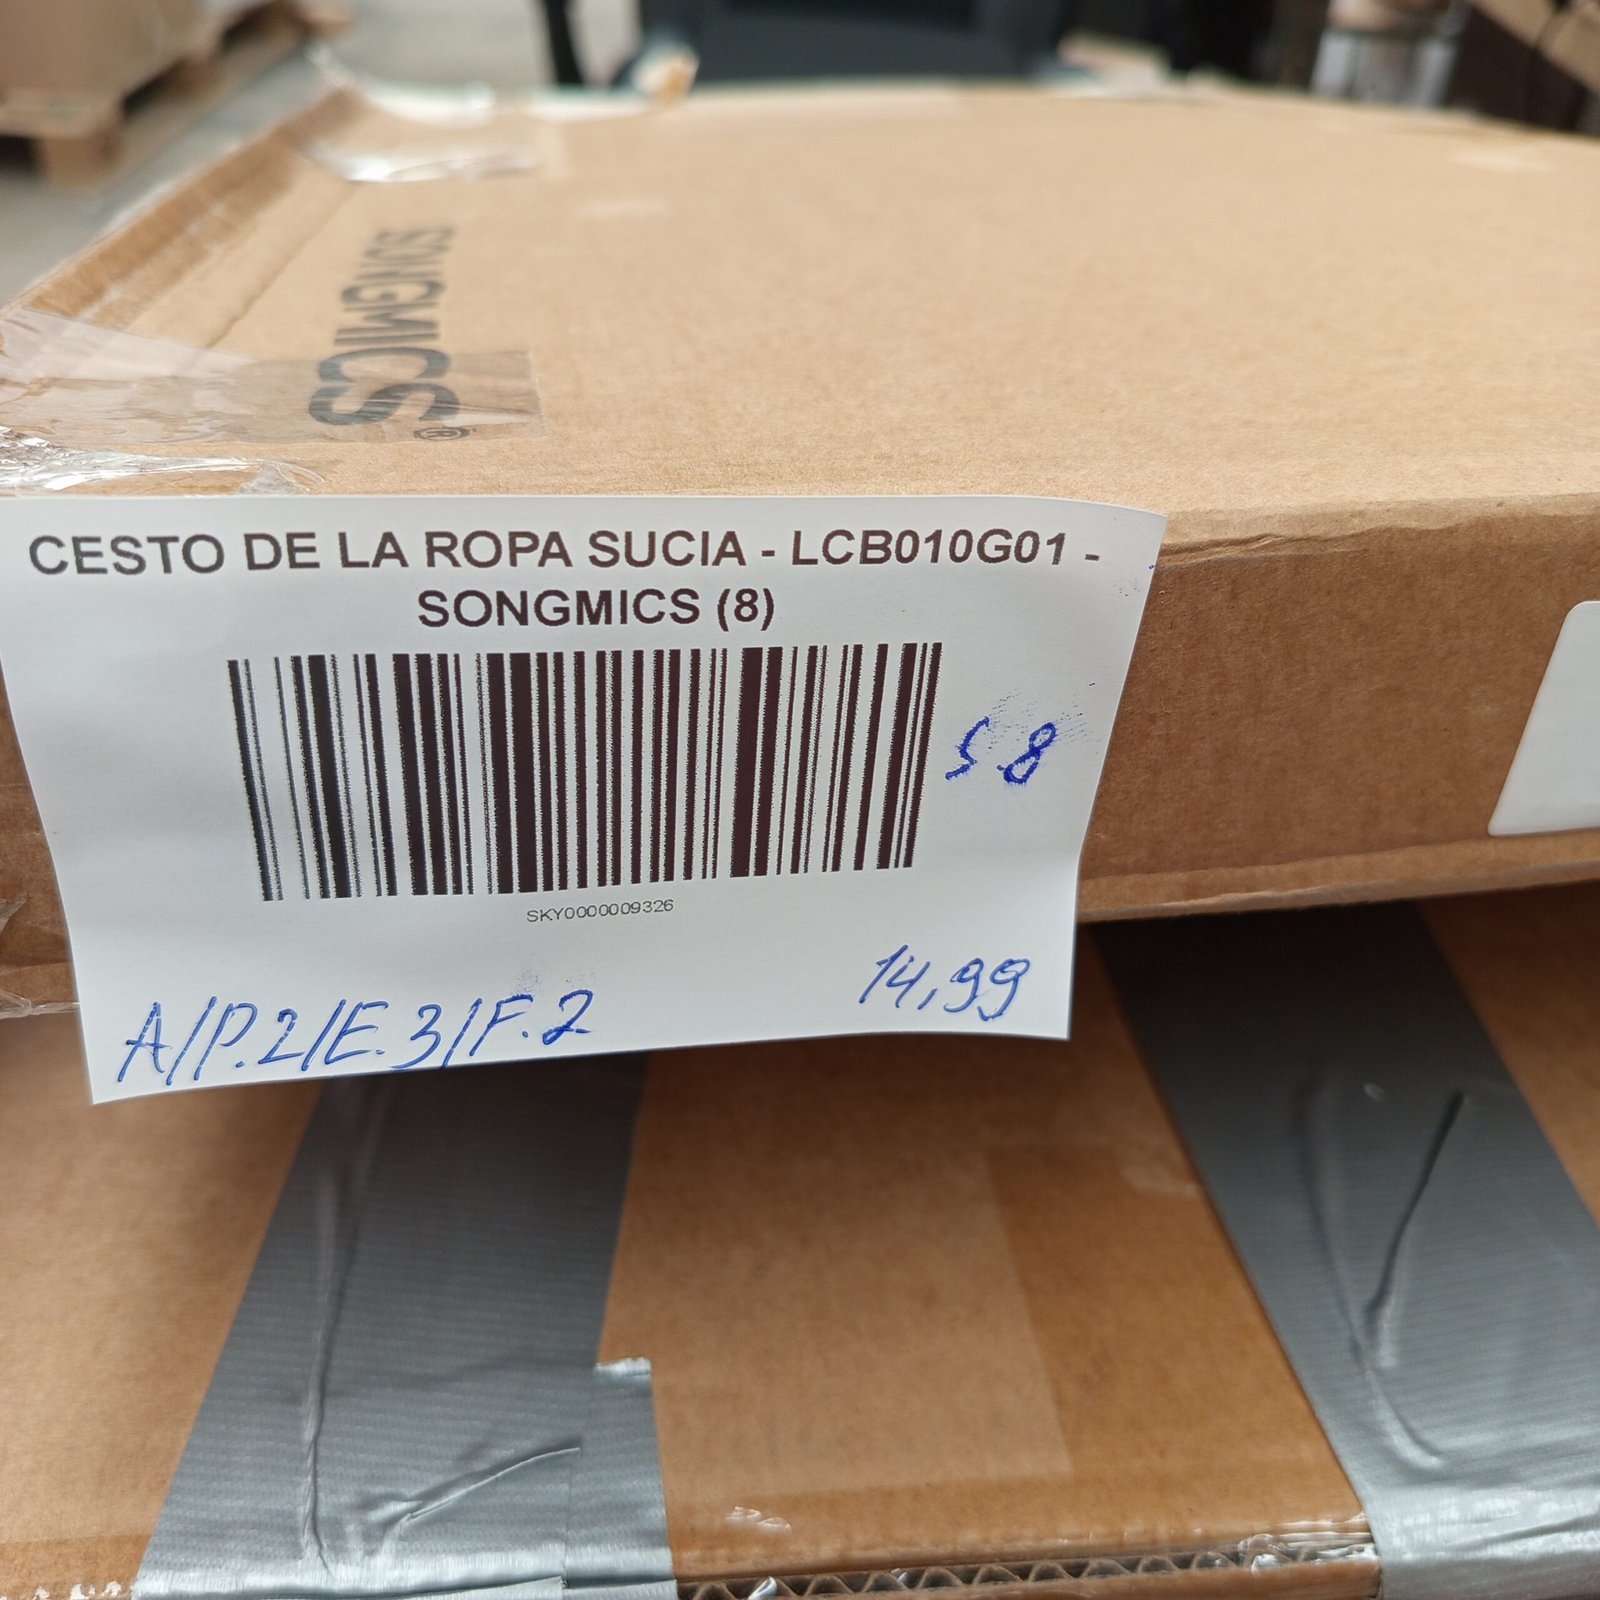 SONGMICS®
CESTO DE LA ROPA SUCIA - LCB010G01 -
SONGMICS (8)
S.8
SKY0000009326
14,99
A/P.2/E.3/F.2